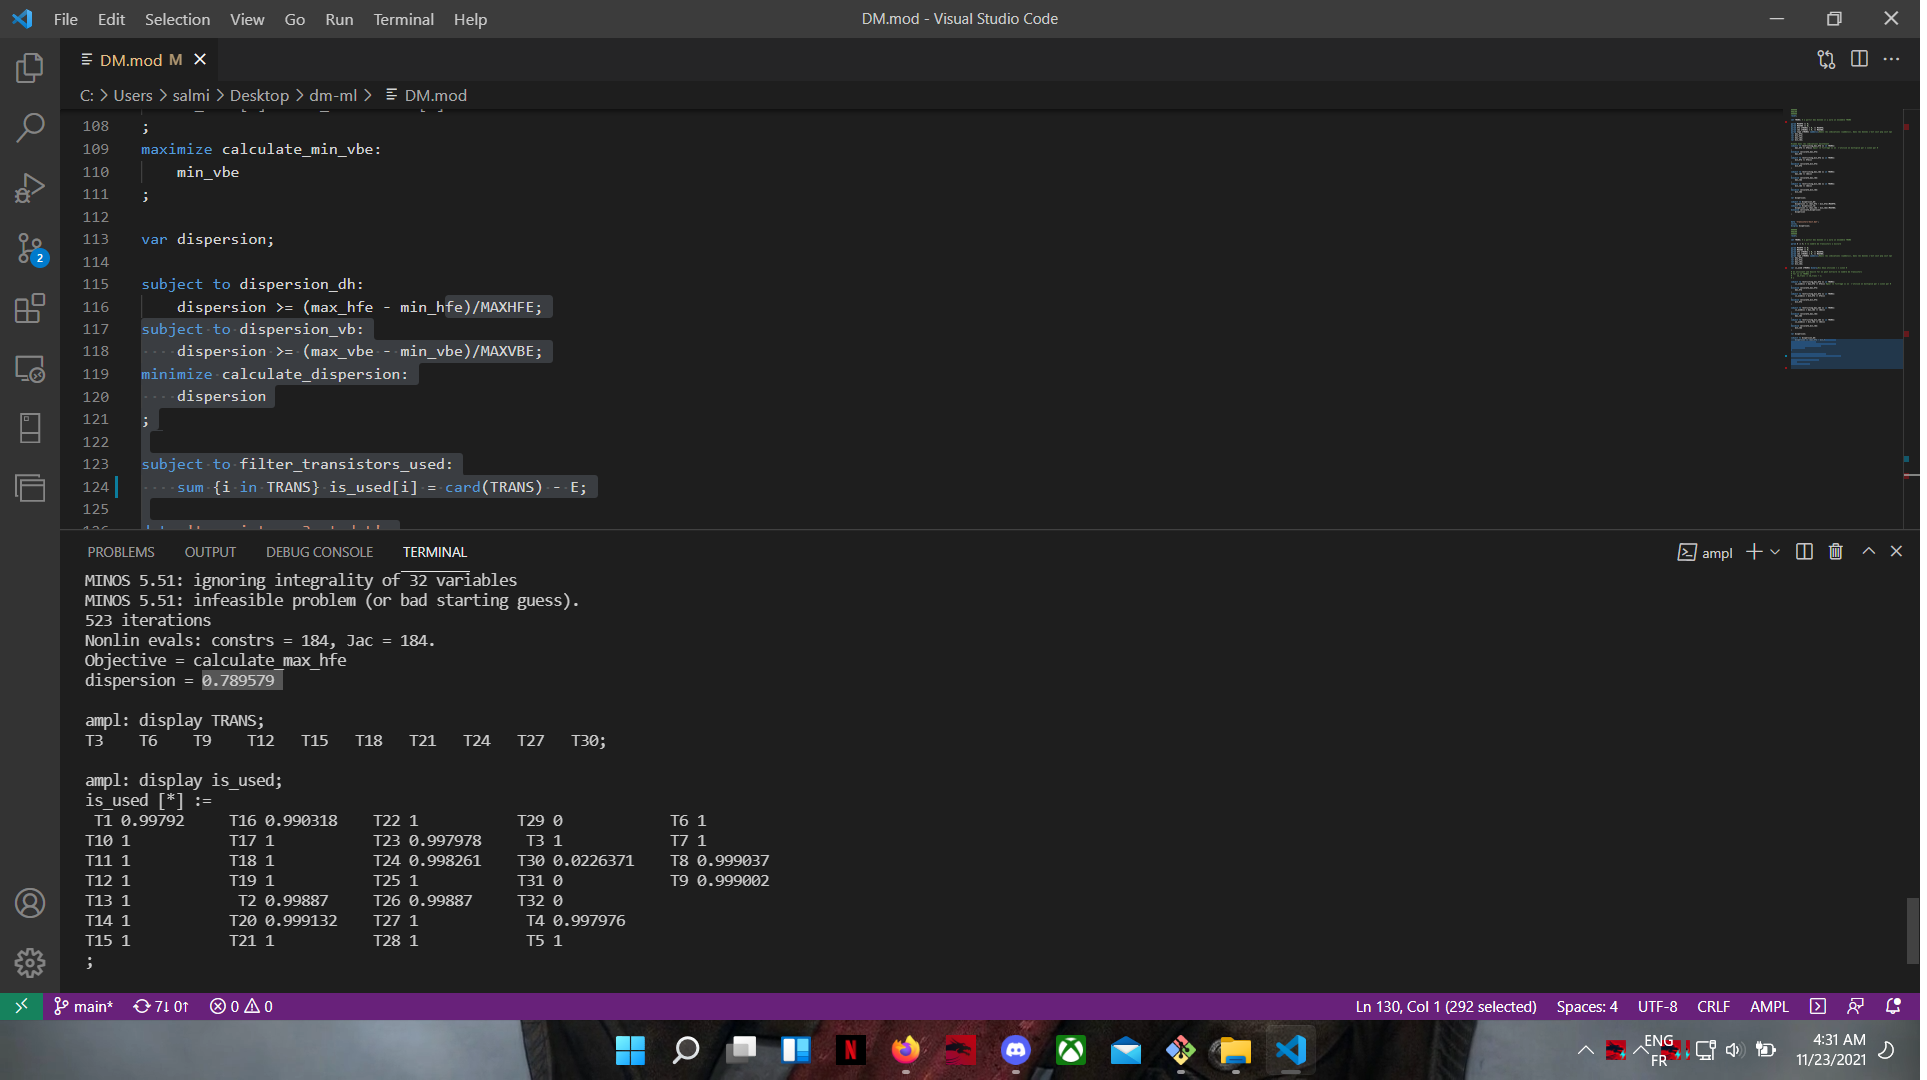 File Edit Selection View Go Run Terminal Help
DM.mod - Visual Studio Code
DM.mod M
C: > Users > salmi > Desktop > dm-ml > DM.mod
108 ;
109 maximize calculate_min_vbe:
110 min_vbe
111 ;
112
113 var dispersion;
114
115 subject to dispersion_dh:
116 dispersion >= (max_hfe - min_hfe)/MAXHFE;
117 subject to dispersion_vb:
118 dispersion >= (max_vbe - min_vbe)/MAXVBE;
119 minimize calculate_dispersion:
120 dispersion
121 ;
122
123 subject to filter_transistors_used:
124 sum {i in TRANS} is_used[i] = card(TRANS) - E;
125
PROBLEMS OUTPUT DEBUG CONSOLE TERMINAL
ampl
MINOS 5.51: ignoring integrality of 32 variables
MINOS 5.51: infeasible problem (or bad starting guess).
523 iterations
Nonlin evals: constrs = 184, Jac = 184.
Objective = calculate_max_hfe
dispersion = 0.789579
ampl: display TRANS;
T3 T6 T9 T12 T15 T18 T21 T24 T27 T30;
ampl: display is_used;
is_used [*] :=
T1 0.99792 T16 0.990318 T22 1 T29 0 T6 1
T10 1 T17 1 T23 0.997978 T3 1 T7 1
T11 1 T18 1 T24 0.998261 T30 0.0226371 T8 0.999037
T12 1 T19 1 T25 1 T31 0 T9 0.999002
T13 1 T2 0.99887 T26 0.99887 T32 0
T14 1 T20 0.999132 T27 1 T4 0.997976
T15 1 T21 1 T28 1 T5 1
;
2
main* 7↓ 0↑ 0 0
Ln 130, Col 1 (292 selected) Spaces: 4 UTF-8 CRLF AMPL
N
ENG
FR
4:31 AM
11/23/2021